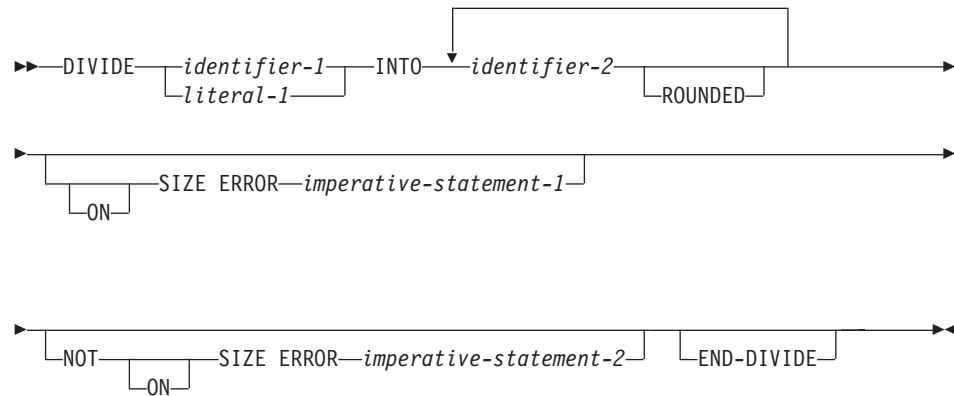 DIVIDE identifier-1 INTO identifier-2
literal-1 ROUNDED
SIZE ERROR imperative-statement-1
ON
NOT SIZE ERROR imperative-statement-2 END-DIVIDE
ON